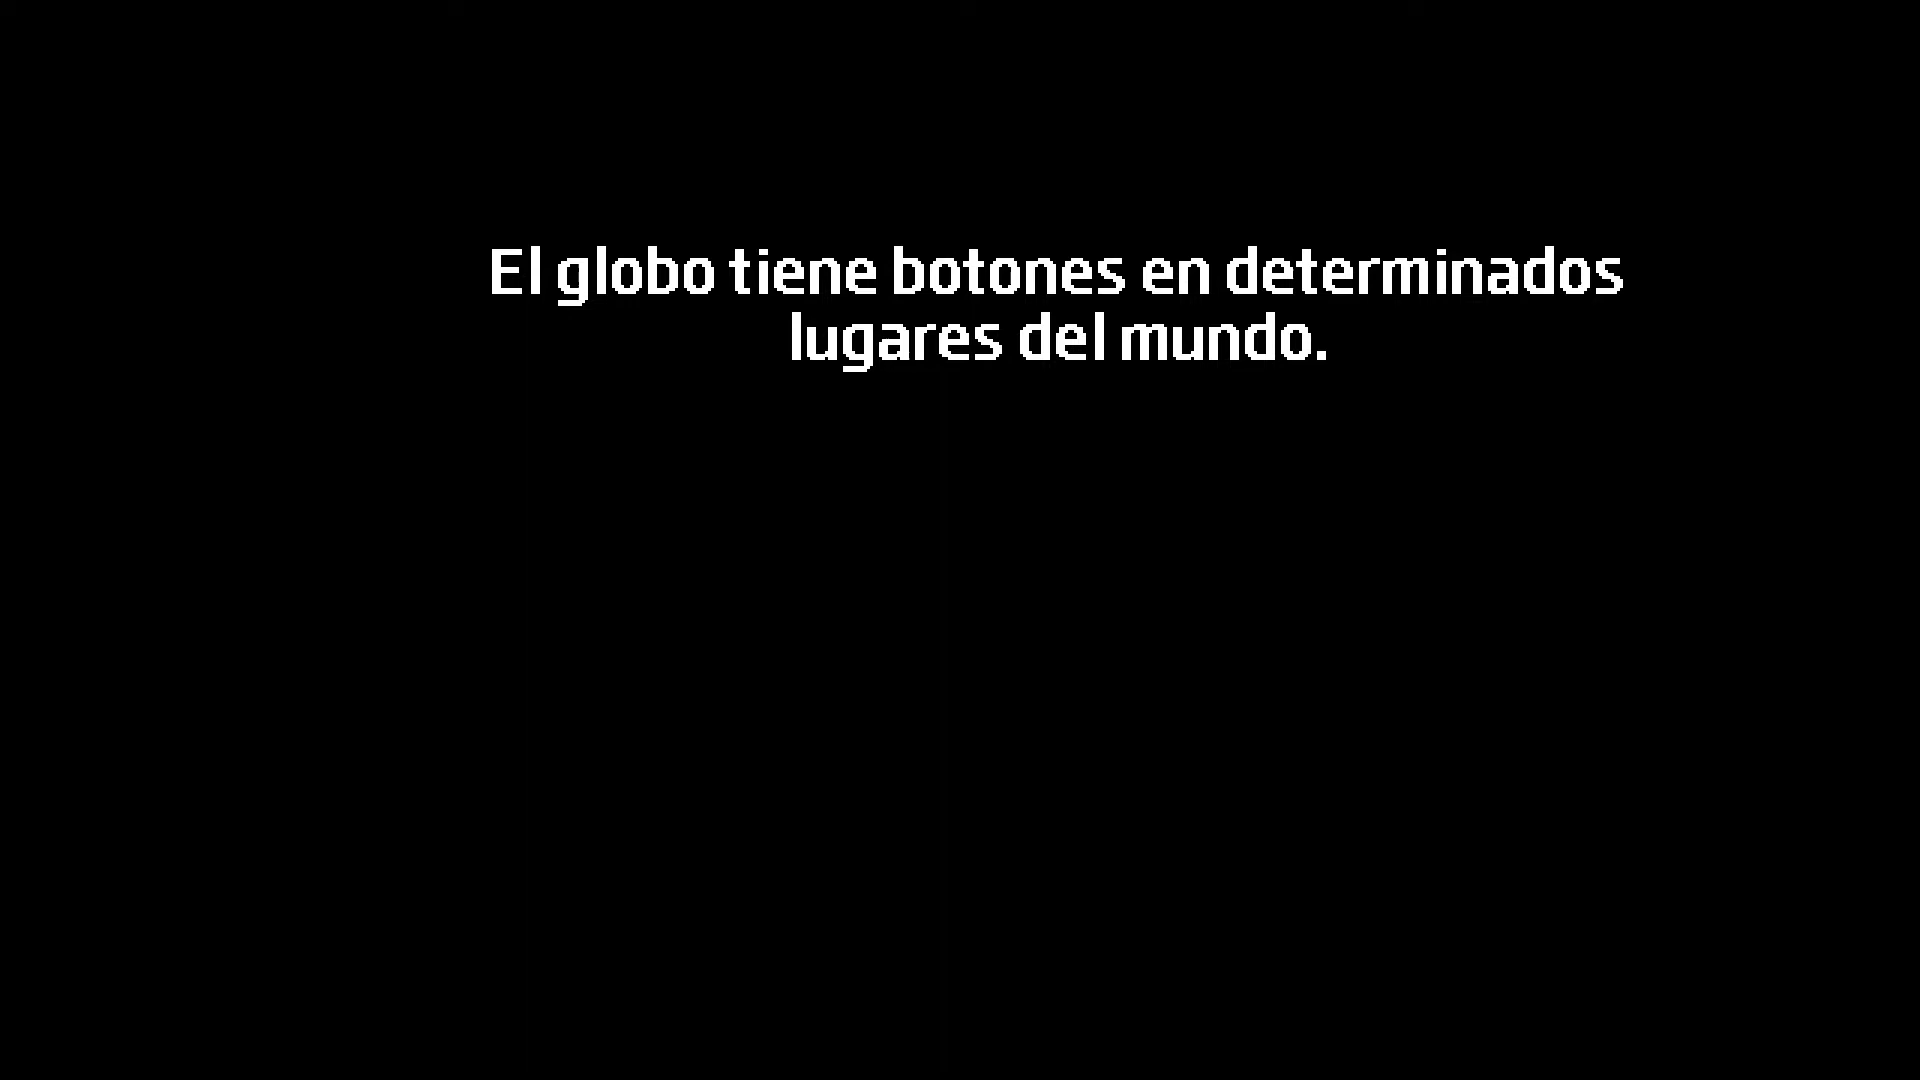 El globo tiene botones en determinados
lugares del mundo.